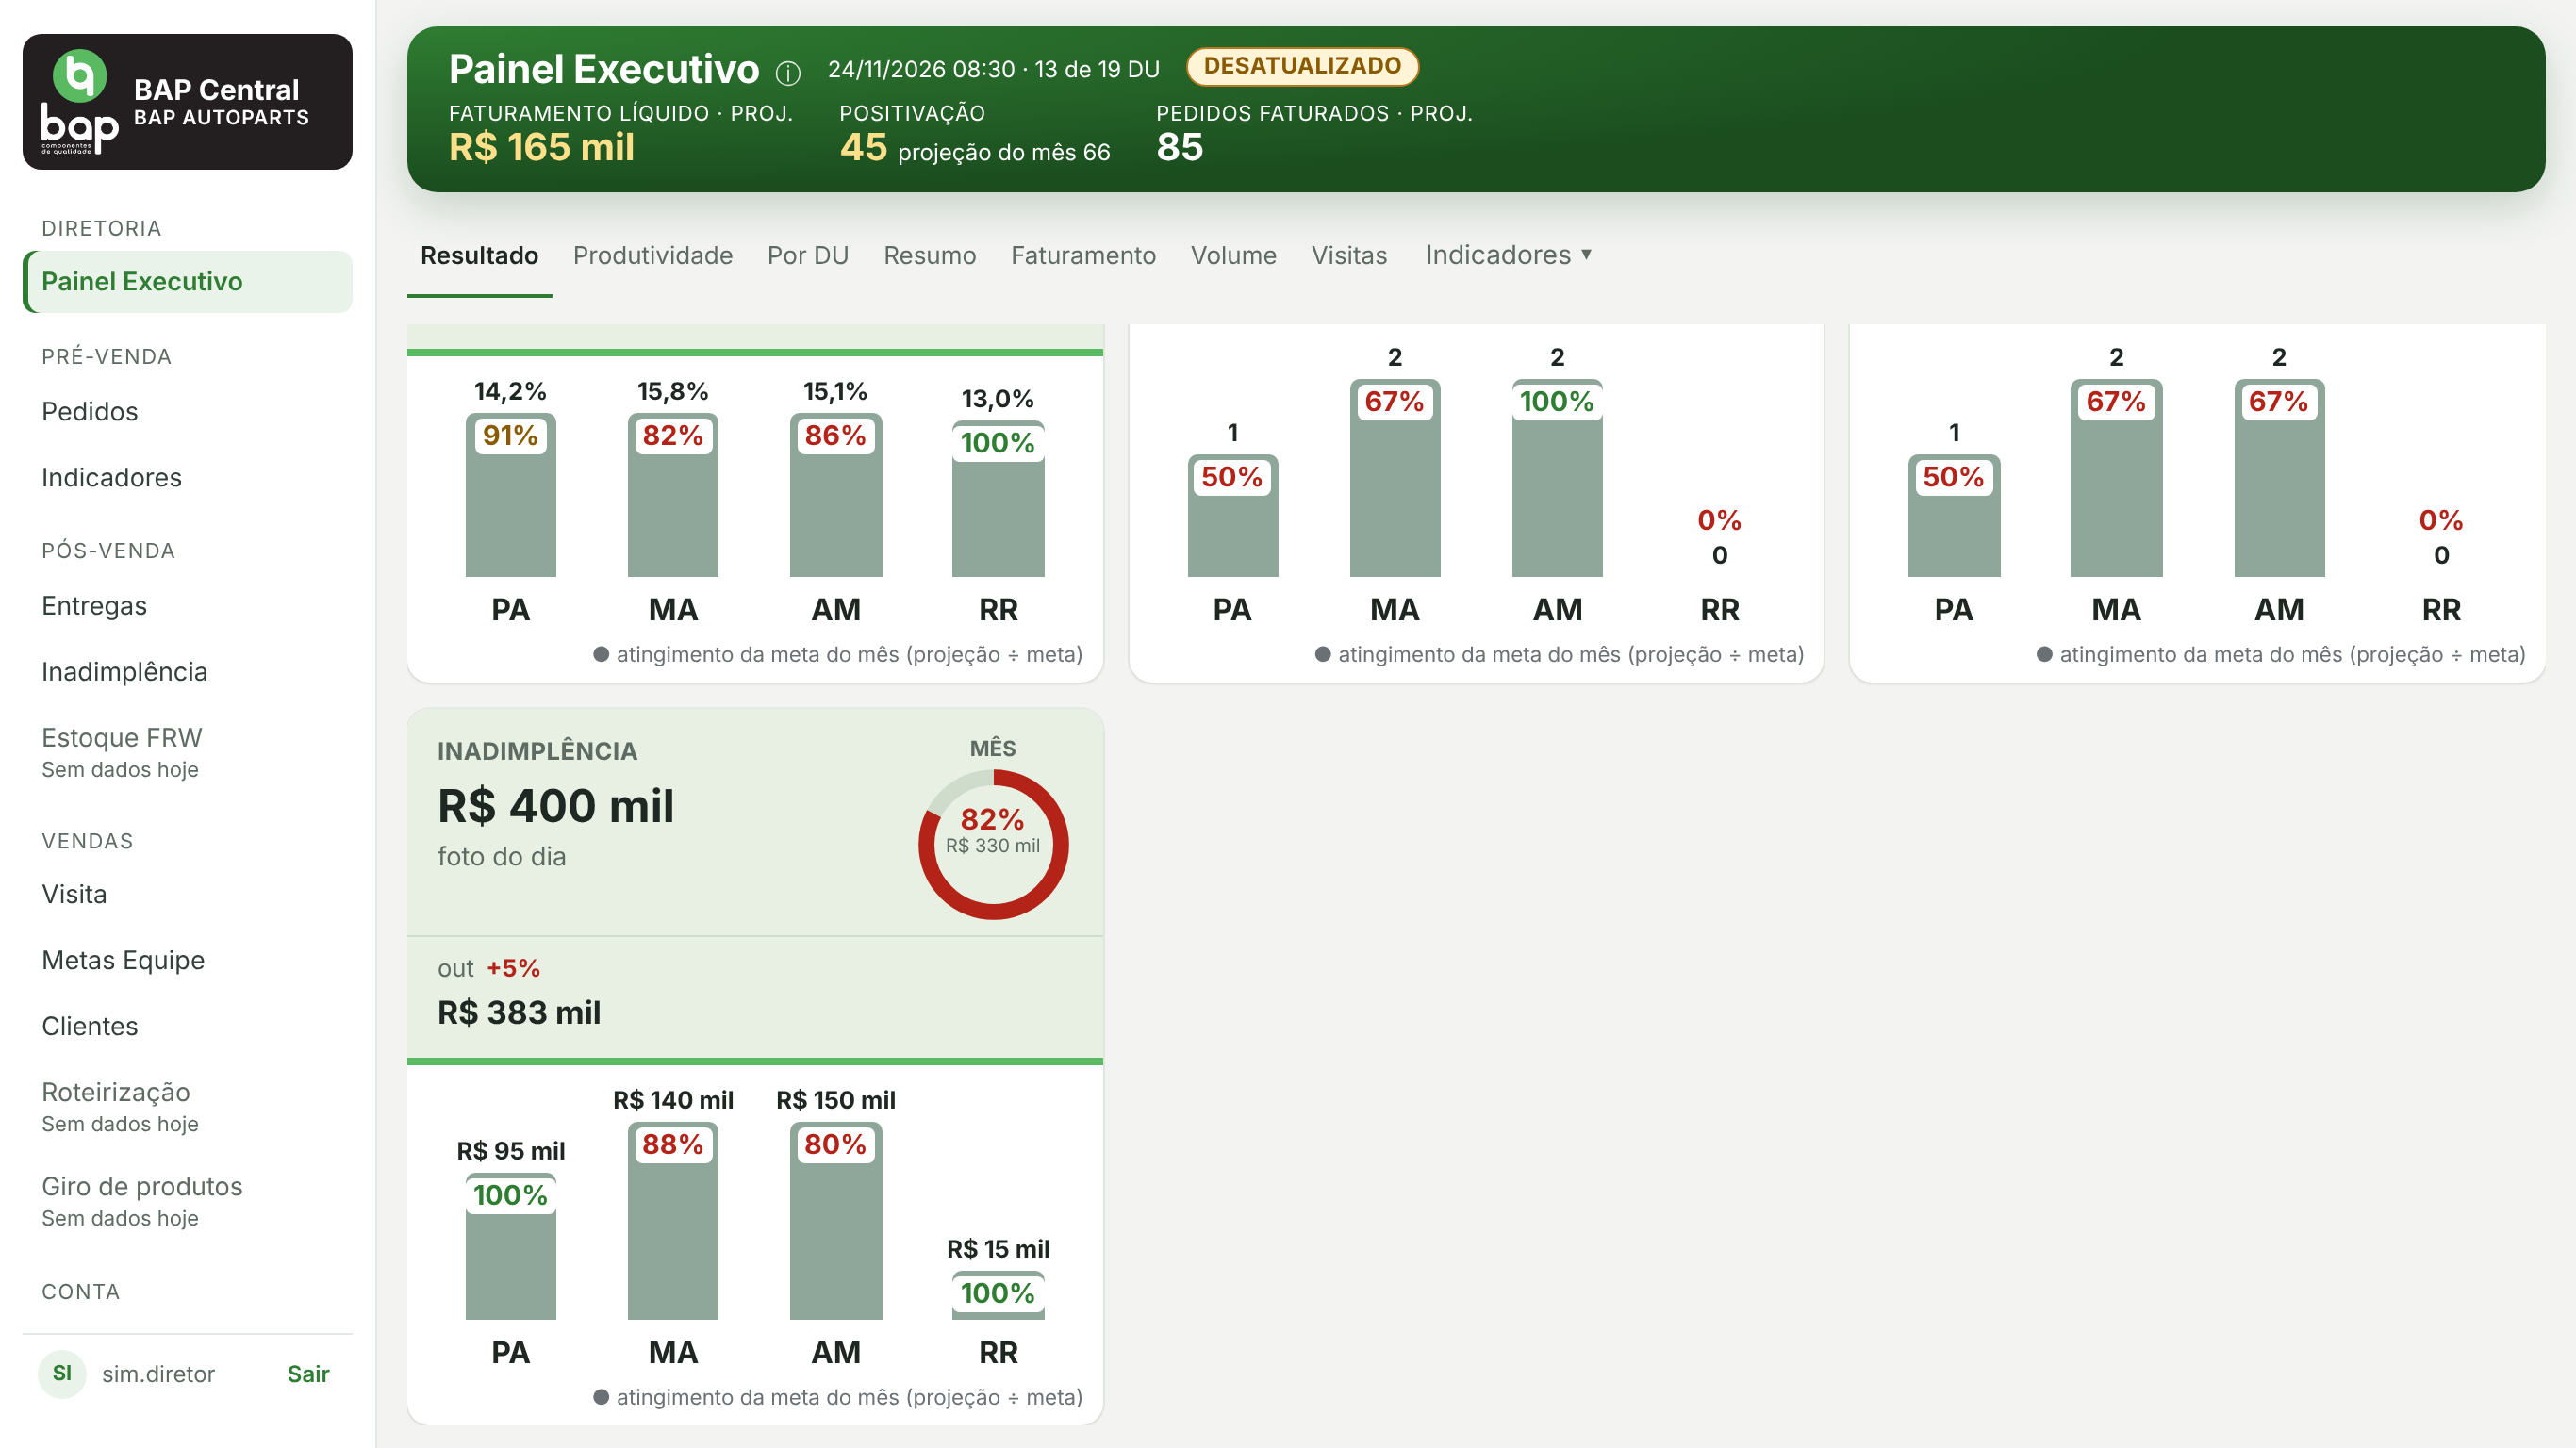 bap
componentes
de qualidade
BAP Central
BAP AUTOPARTS
DIRETORIA
Painel Executivo
PRÉ-VENDA
Pedidos
Indicadores
PÓS-VENDA
Entregas
Inadimplência
Estoque FRW
Sem dados hoje
VENDAS
Visita
Metas Equipe
Clientes
Roteirização
Sem dados hoje
Giro de produtos
Sem dados hoje
CONTA
SI sim.diretor Sair
Painel Executivo ⓘ 24/11/2026 08:30 · 13 de 19 DU DESATUALIZADO
FATURAMENTO LÍQUIDO · PROJ. POSITIVAÇÃO PEDIDOS FATURADOS · PROJ.
R$ 165 mil 45 projeção do mês 66 85
Resultado Produtividade Por DU Resumo Faturamento Volume Visitas Indicadores ▾
14,2% 15,8% 15,1% 13,0%
91% 82% 86% 100%
PA MA AM RR
● atingimento da meta do mês (projeção ÷ meta)
1 2 2
50% 67% 100% 0%
0
PA MA AM RR
● atingimento da meta do mês (projeção ÷ meta)
1 2 2
50% 67% 67% 0%
0
PA MA AM RR
● atingimento da meta do mês (projeção ÷ meta)
INADIMPLÊNCIA
R$ 400 mil
foto do dia
MÊS
82%
R$ 330 mil
out +5%
R$ 383 mil
R$ 95 mil R$ 140 mil R$ 150 mil R$ 15 mil
100% 88% 80% 100%
PA MA AM RR
● atingimento da meta do mês (projeção ÷ meta)